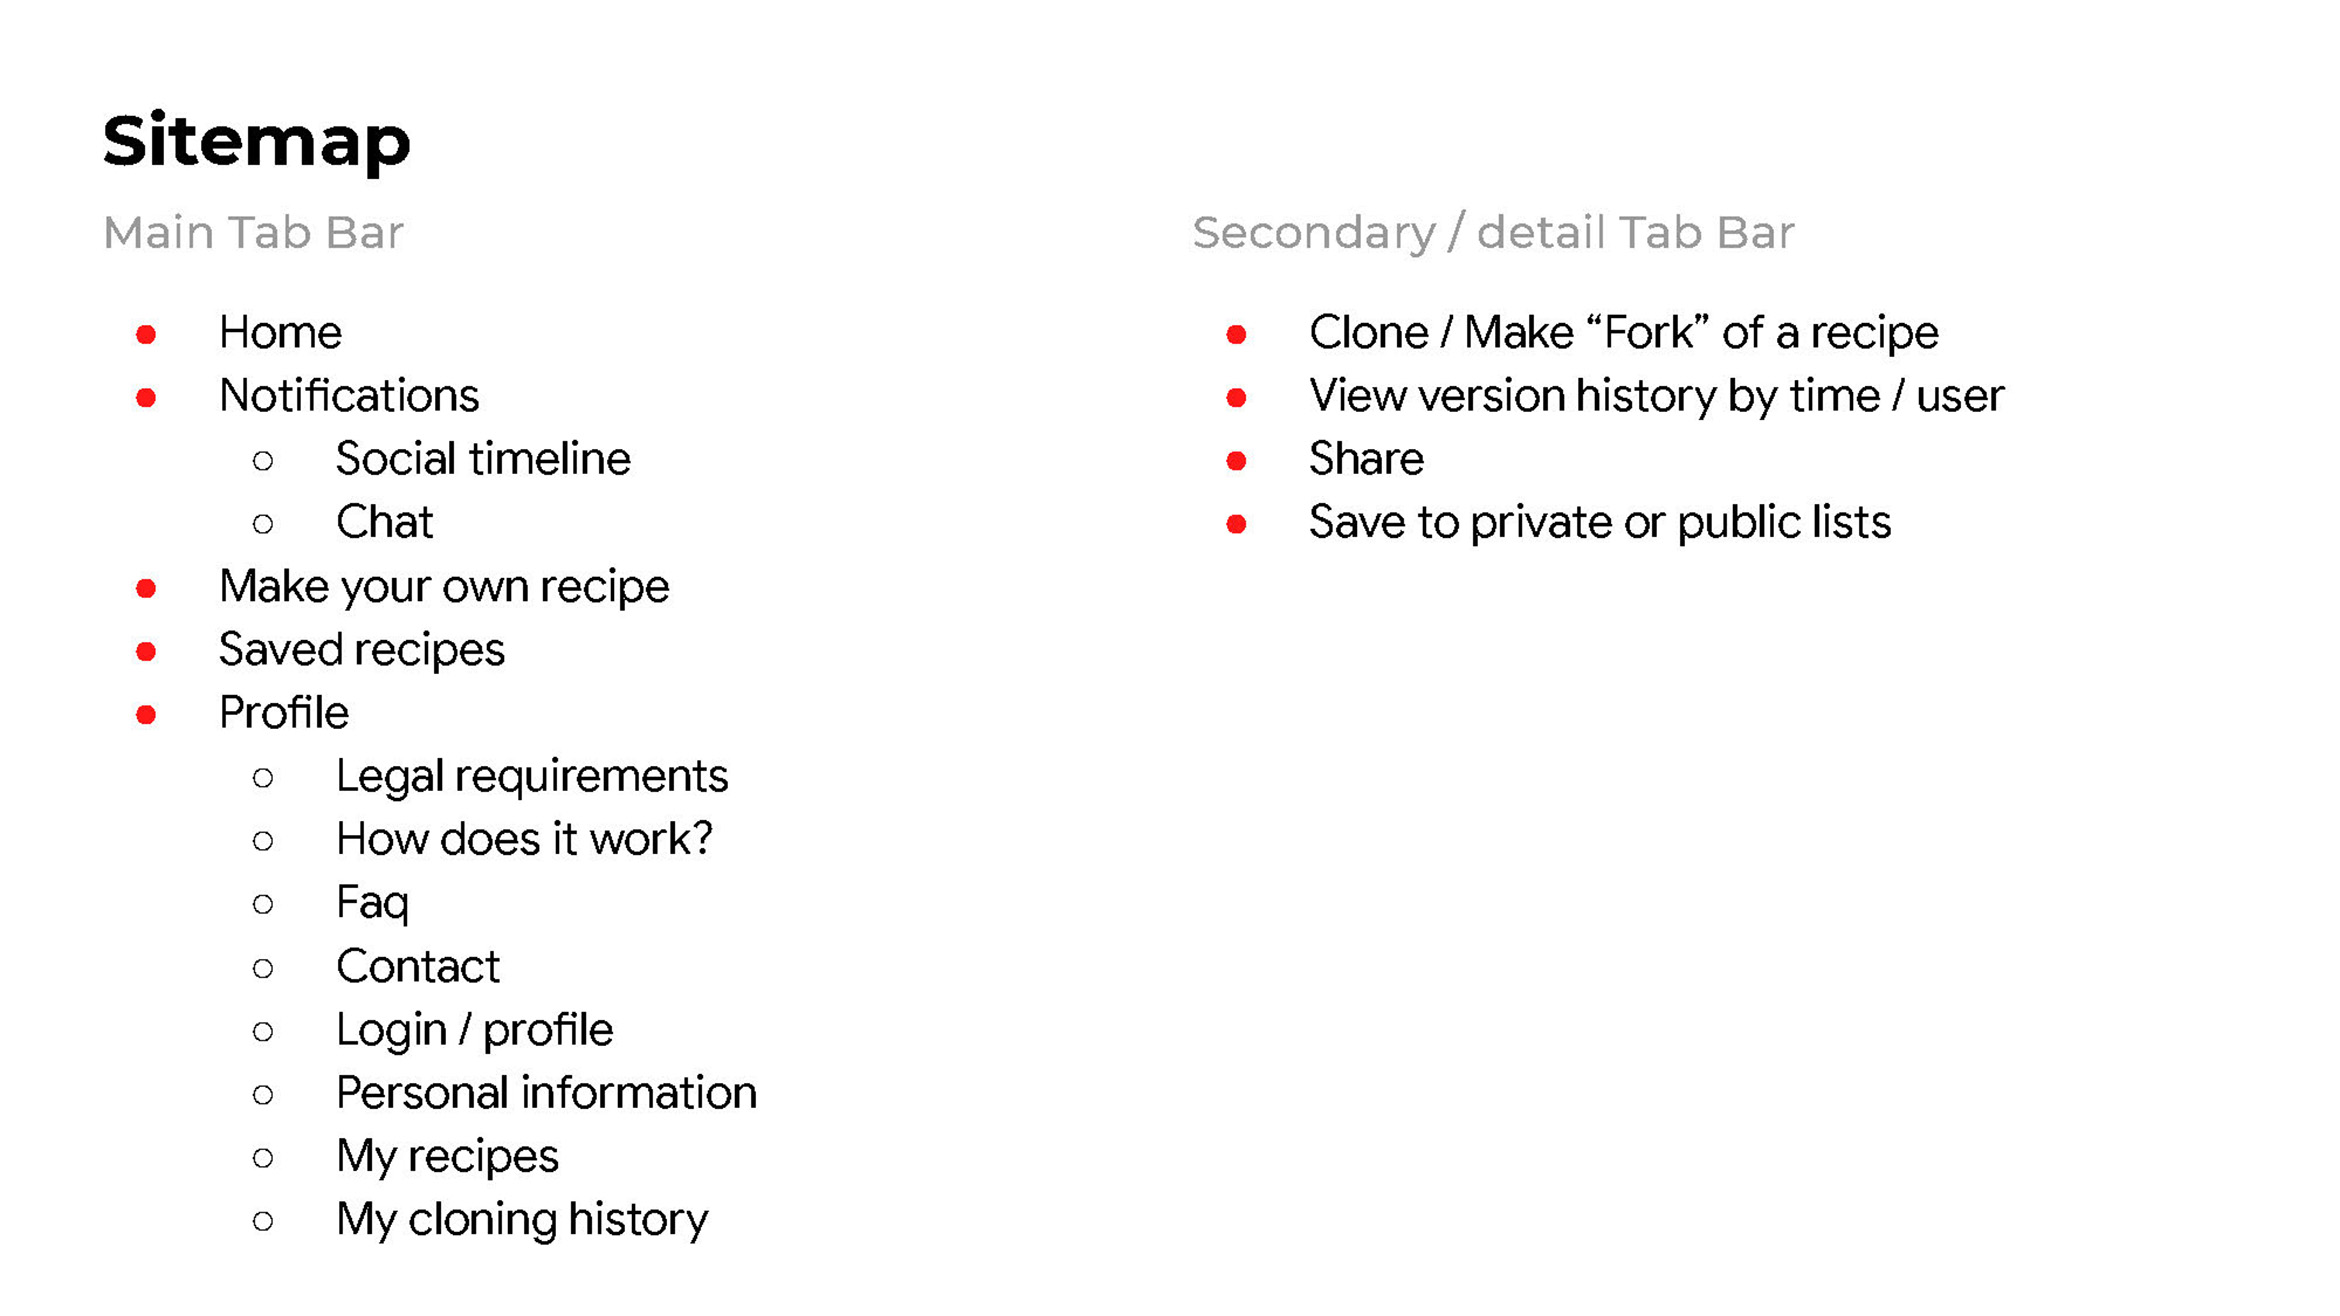 Sitemap
Main Tab Bar
● Home
● Notifications
○ Social timeline
○ Chat
● Make your own recipe
● Saved recipes
● Profile
○ Legal requirements
○ How does it work?
○ Faq
○ Contact
○ Login / profile
○ Personal information
○ My recipes
○ My cloning history
Secondary / detail Tab Bar
● Clone / Make “Fork” of a recipe
● View version history by time / user
● Share
● Save to private or public lists